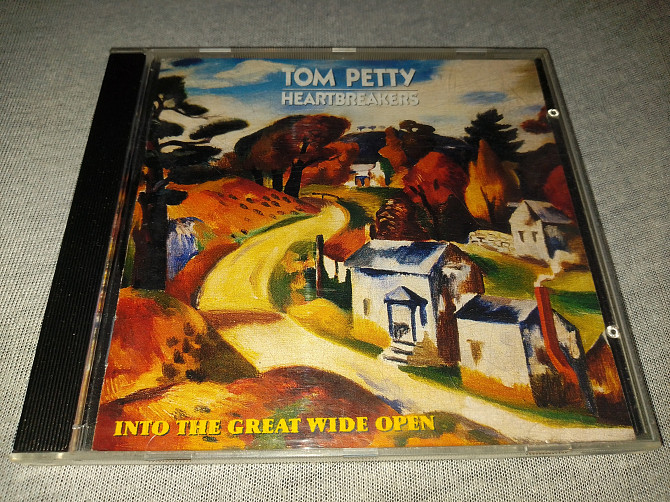 TOM PETTY
HEARTBREAKERS
INTO THE GREAT WIDE OPEN